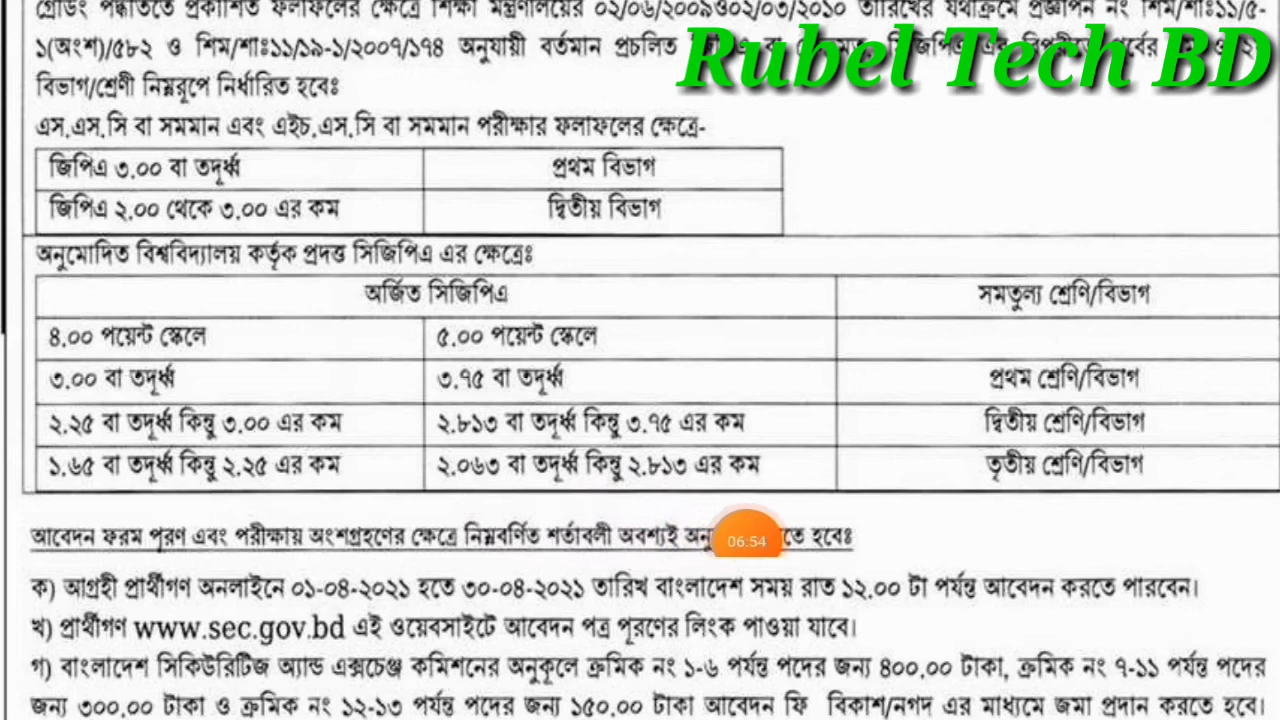 গ্রেডিং পদ্ধতিতে প্রকাশিত ফলাফলের ক্ষেত্রে শিক্ষা মন্ত্রণালয়ের ০২/০৬/২০০৯ও০২/০৩/২০১০ তারিখের যথাক্রমে প্রজ্ঞাপন নং শিম/শাঃ১১/৫-
১(অংশ)/৫৮২ ও শিম/শাঃ১১/১৯-১/২০০৭/১৭৪ অনুযায়ী বর্তমান প্রচলিত
Rubel Tech BD
বিভাগ/শ্রেণী নিম্নরূপে নির্ধারিত হবেঃ
এস.এস.সি বা সমমান এবং এইচ.এস.সি বা সমমান পরীক্ষার ফলাফলের ক্ষেত্রে-
জিপিএ ৩.০০ বা তদূর্ধ্ব প্রথম বিভাগ
জিপিএ ২.০০ থেকে ৩.০০ এর কম দ্বিতীয় বিভাগ
অনুমোদিত বিশ্ববিদ্যালয় কর্তৃক প্রদত্ত সিজিপিএ এর ক্ষেত্রেঃ
অর্জিত সিজিপিএ সমতুল্য শ্রেণি/বিভাগ
৪.০০ পয়েন্ট স্কেলে ৫.০০ পয়েন্ট স্কেলে
৩.০০ বা তদূর্ধ্ব ৩.৭৫ বা তদূর্ধ্ব প্রথম শ্রেণি/বিভাগ
২.২৫ বা তদূর্ধ্ব কিন্তু ৩.০০ এর কম ২.৮১৩ বা তদূর্ধ্ব কিন্তু ৩.৭৫ এর কম দ্বিতীয় শ্রেণি/বিভাগ
১.৬৫ বা তদূর্ধ্ব কিন্তু ২.২৫ এর কম ২.০৬৩ বা তদূর্ধ্ব কিন্তু ২.৮১৩ এর কম তৃতীয় শ্রেণি/বিভাগ
আবেদন ফরম পূরণ এবং পরীক্ষায় অংশগ্রহণের ক্ষেত্রে নিম্নবর্ণিত শর্তাবলী অবশ্যই হবেঃ
06:54
ক) আগ্রহী প্রার্থীগণ অনলাইনে ০১-০৪-২০২১ হতে ৩০-০৪-২০২১ তারিখ বাংলাদেশ সময় রাত ১২.০০ টা পর্যন্ত আবেদন করতে পারবেন।
খ) প্রার্থীগণ www.sec.gov.bd এই ওয়েবসাইটে আবেদন পত্র পূরণের লিংক পাওয়া যাবে।
গ) বাংলাদেশ সিকিউরিটিজ অ্যান্ড এক্সচেঞ্জ কমিশনের অনুকূলে ক্রমিক নং ১-৬ পর্যন্ত পদের জন্য ৪০০.০০ টাকা, ক্রমিক নং ৭-১১ পর্যন্ত পদের
জন্য ৩০০.০০ টাকা ও ক্রমিক নং ১২-১৩ পর্যন্ত পদের জন্য ১৫০.০০ টাকা আবেদন ফি বিকাশ/নগদ এর মাধ্যমে জমা প্রদান করতে হবে।